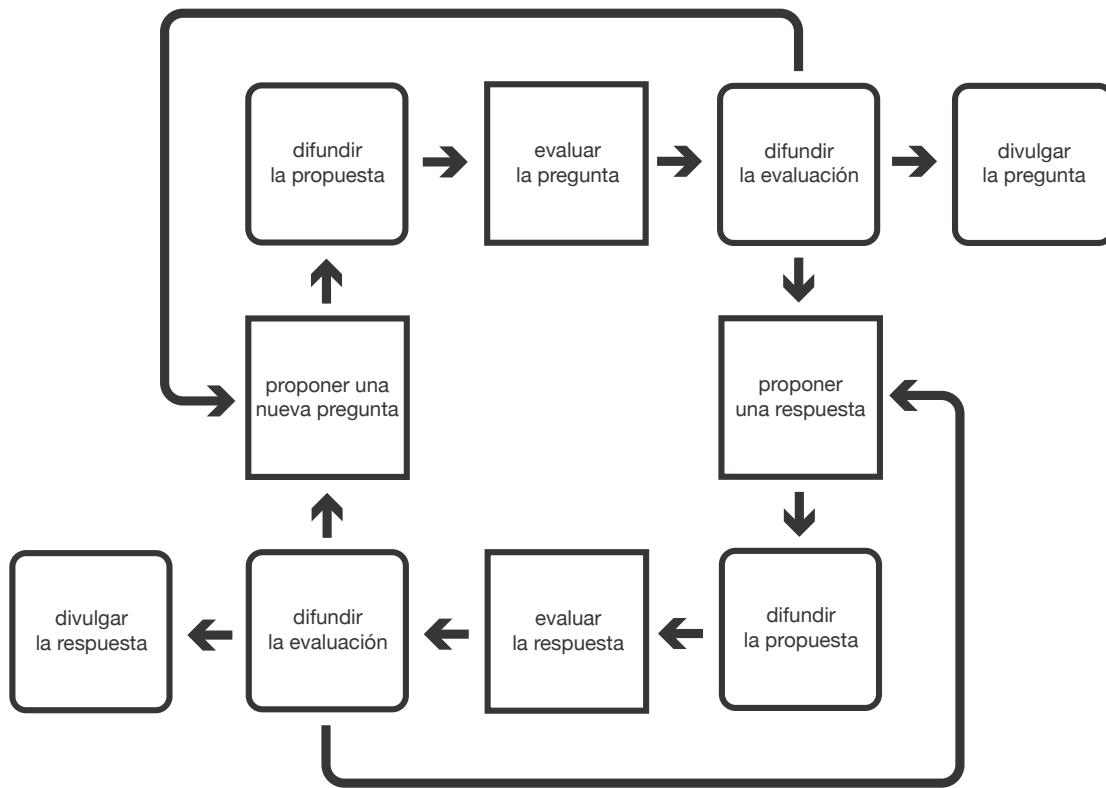 difundir
la propuesta
evaluar
la pregunta
difundir
la evaluación
divulgar
la pregunta
proponer una
nueva pregunta
proponer
una respuesta
divulgar
la respuesta
difundir
la evaluación
evaluar
la respuesta
difundir
la propuesta